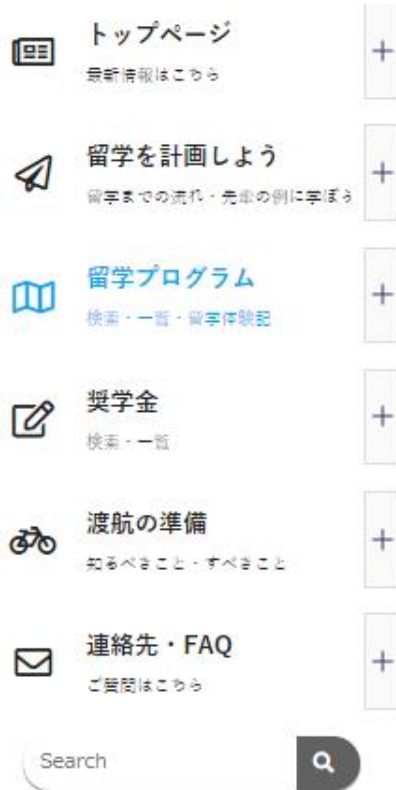 トップページ
最新情報はこちら
留学を計画しよう
留学までの流れ・先輩の例に学ぼう
留学プログラム
検索・一覧・留学体験記
奨学金
検索・一覧
渡航の準備
知るべきこと・すべきこと
連絡先・FAQ
ご質問はこちら
Search